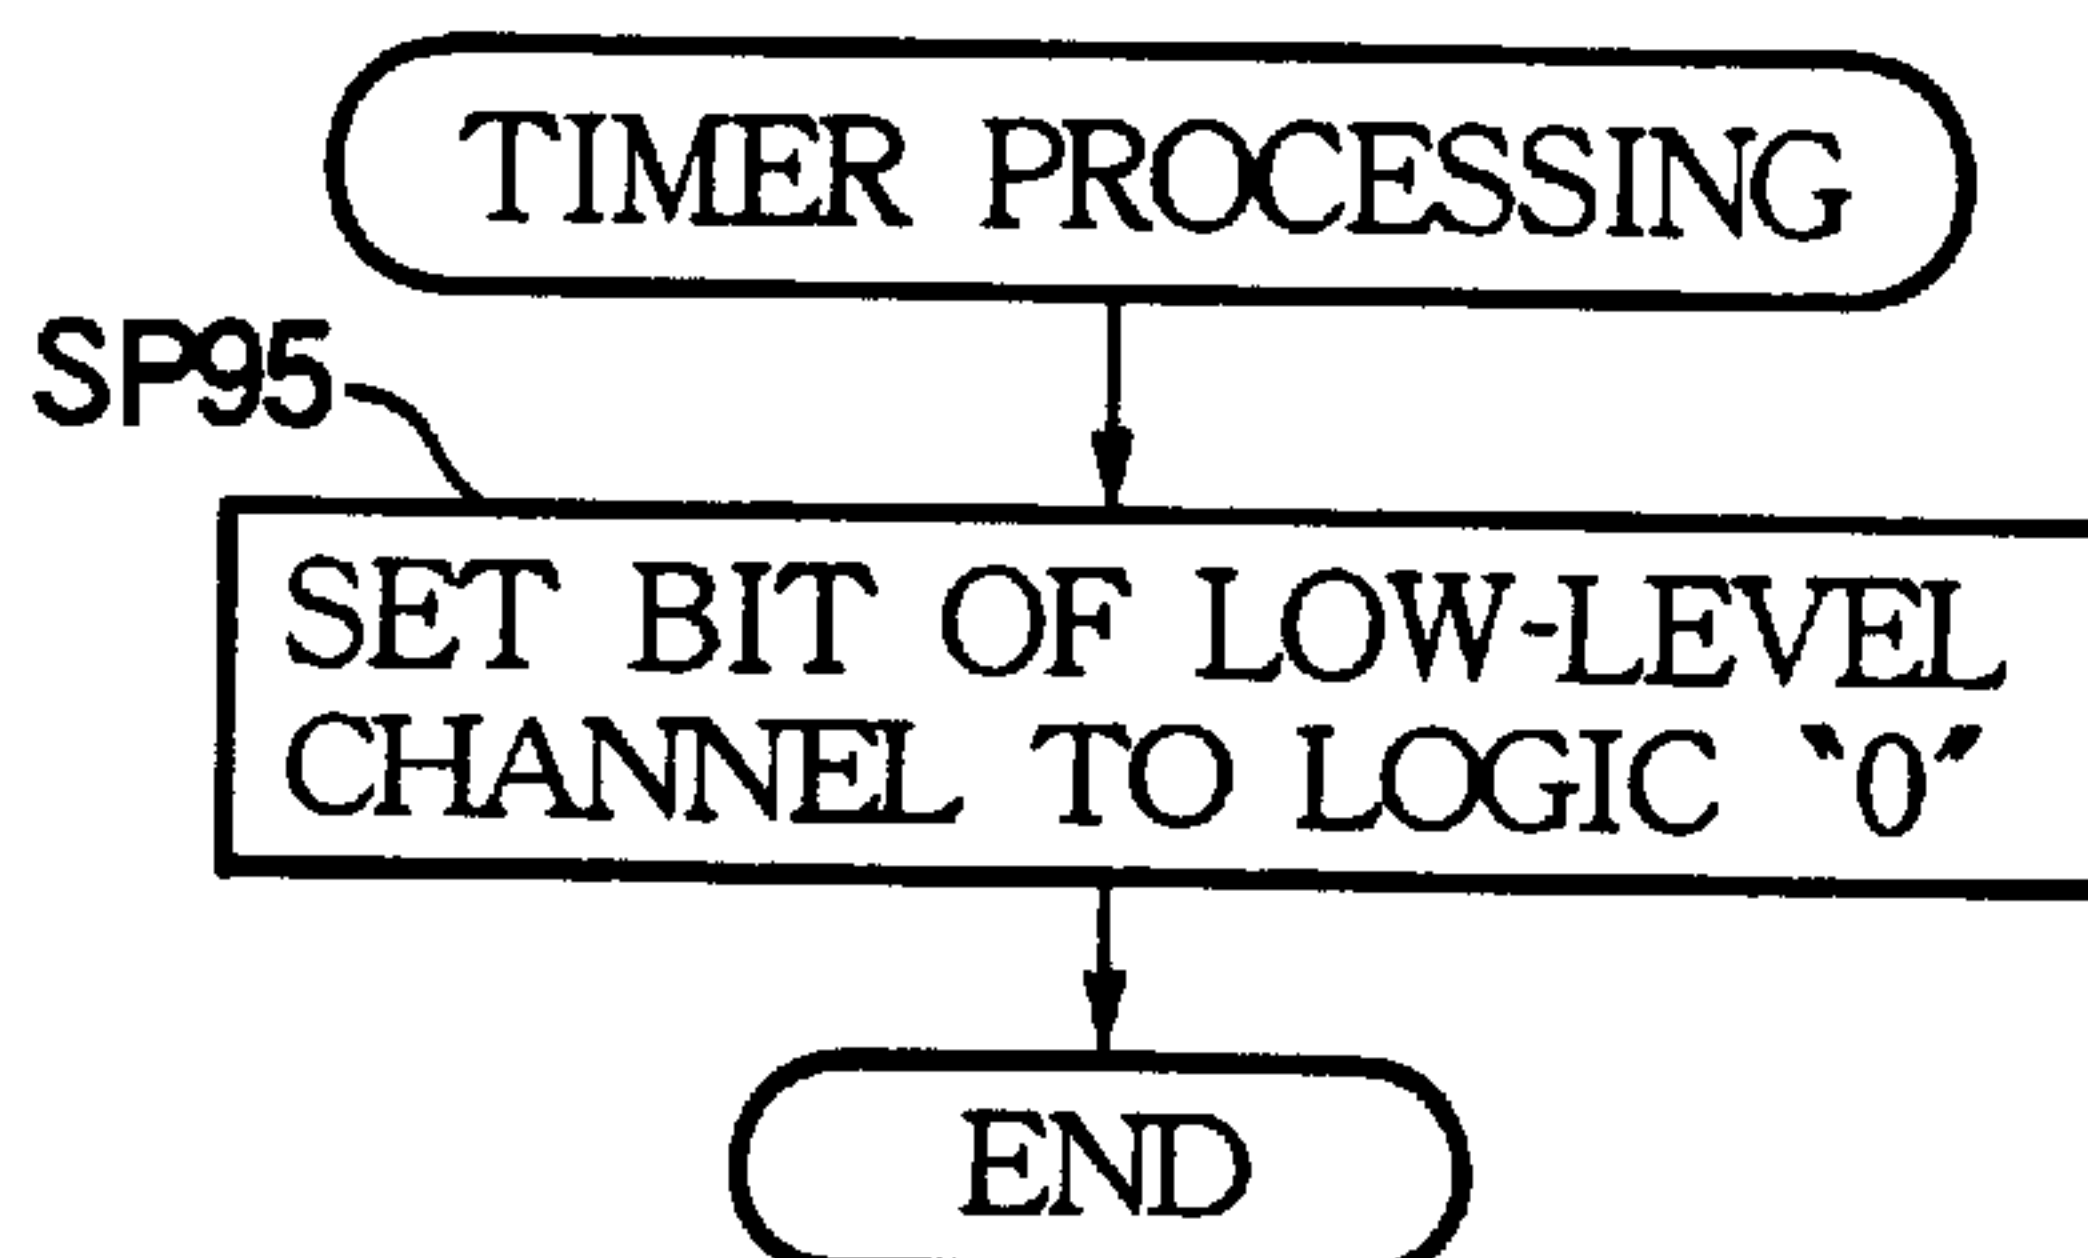 TIMER PROCESSING
SP95
SET BIT OF LOW-LEVEL
CHANNEL TO LOGIC "0"
END